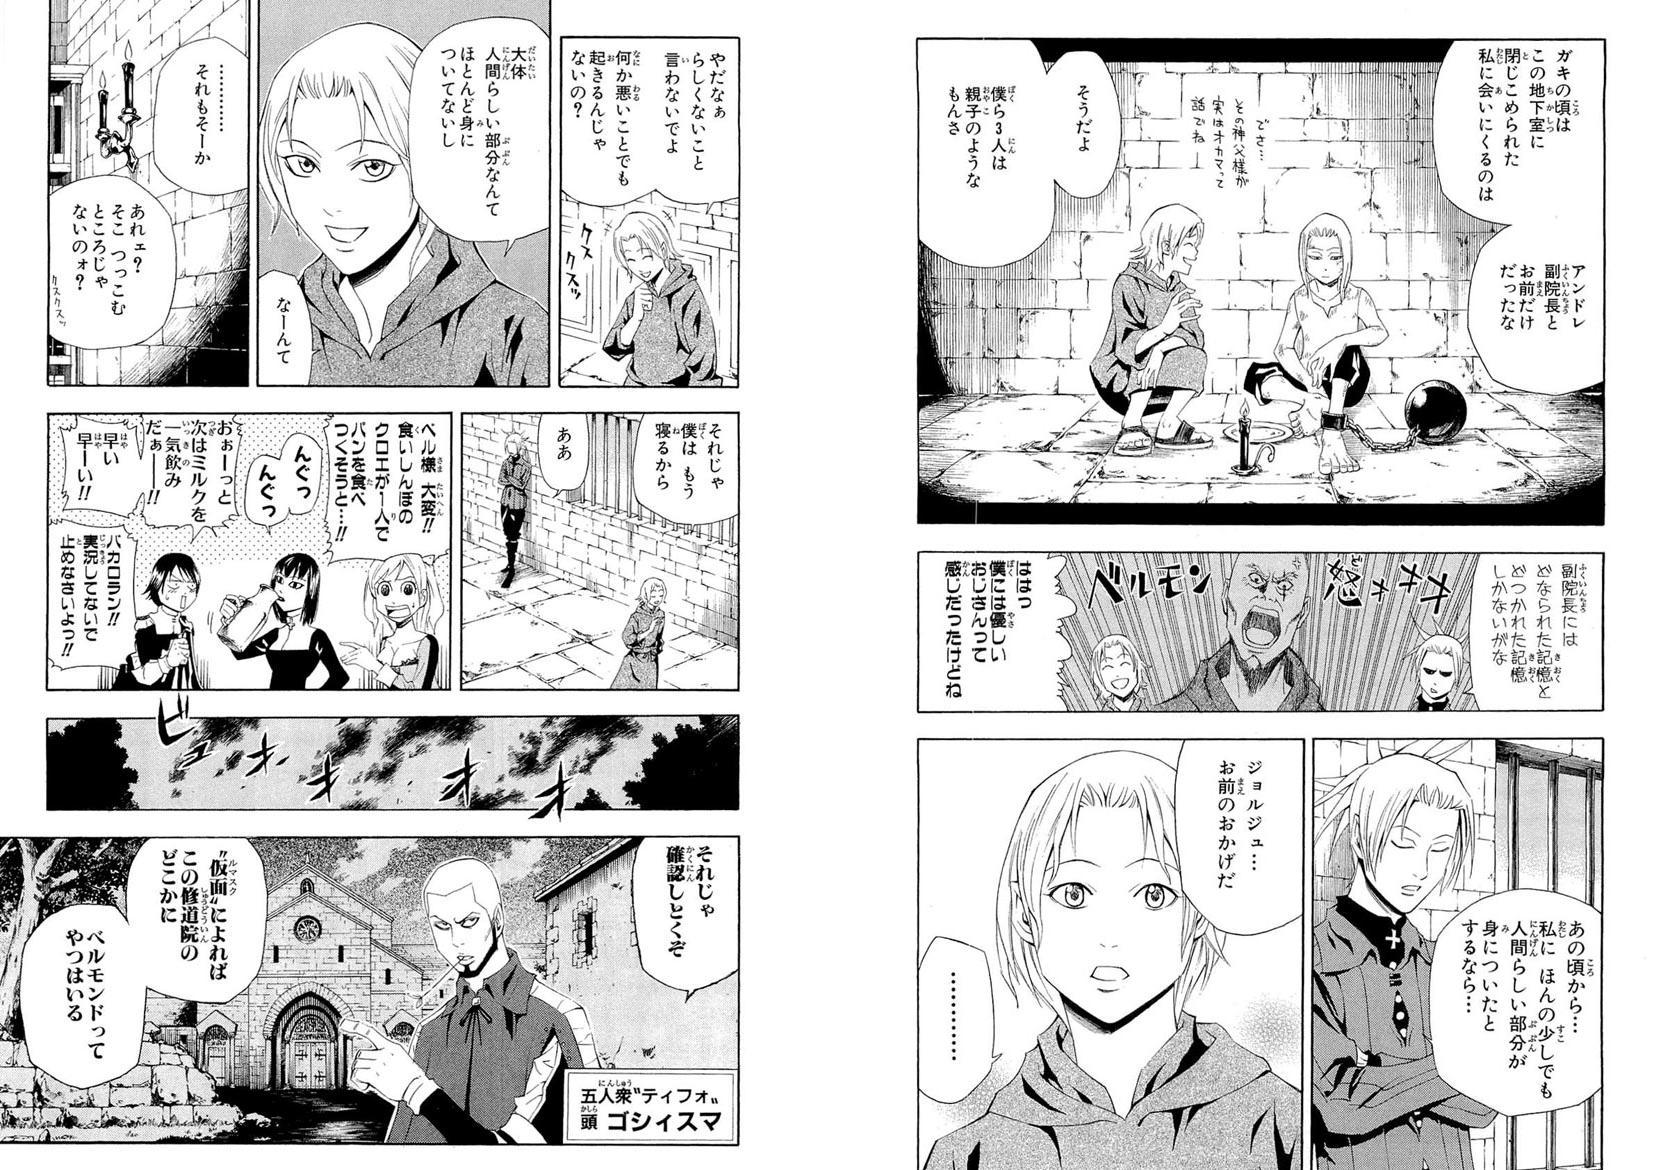 ガキの頃は
この地下室に
閉じこめられた
私に会いにくるのは
アンドレ
副院長と
お前だけ
だったな
でさ…
その神父様が
実はオカマって
話でね
そうだよ
僕ら3人は
親子のような
もんさ
副院長には
どなられた記憶と
どつかれた記憶
しかないがな
怒
ベルモン
ははっ
僕には優しい
おじさんって
感じだったけどね
あの頃から…
私に ほんの少しでも
人間らしい部分が
身についたと
するなら…
ジョルジュ…
お前のおかげだ
…………
やだなぁ
らしくないこと
言わないでよ
何か悪いことでも
起きるんじゃ
ないの?
クスクスッ
大体
人間らしい部分なんて
ほとんど身に
ついてないし
なーんて
…………
それもそーか
あれェ?
そこ つっこむ
ところじゃ
ないのォ?
クスクスッ
それじゃ
僕は もう
寝るから
ああ
ベル様 大変!!
食いしんぼの
クロエが1人で
パンを食べ
つくそうと…!!
んぐっ
んぐっ
おぉーっと
次はミルクを
一気飲み
だぁー!!
早い
早ーい!!
バカロラン!!
実況してないで
止めなさいよっ!!
ビュオオオオ
それじゃ
確認しとくぞ
〝仮面〟によれば
この修道院の
どこかに
ベルモンドって
やつはいる
五人衆〝ティフォ〟
頭 ゴシィスマ